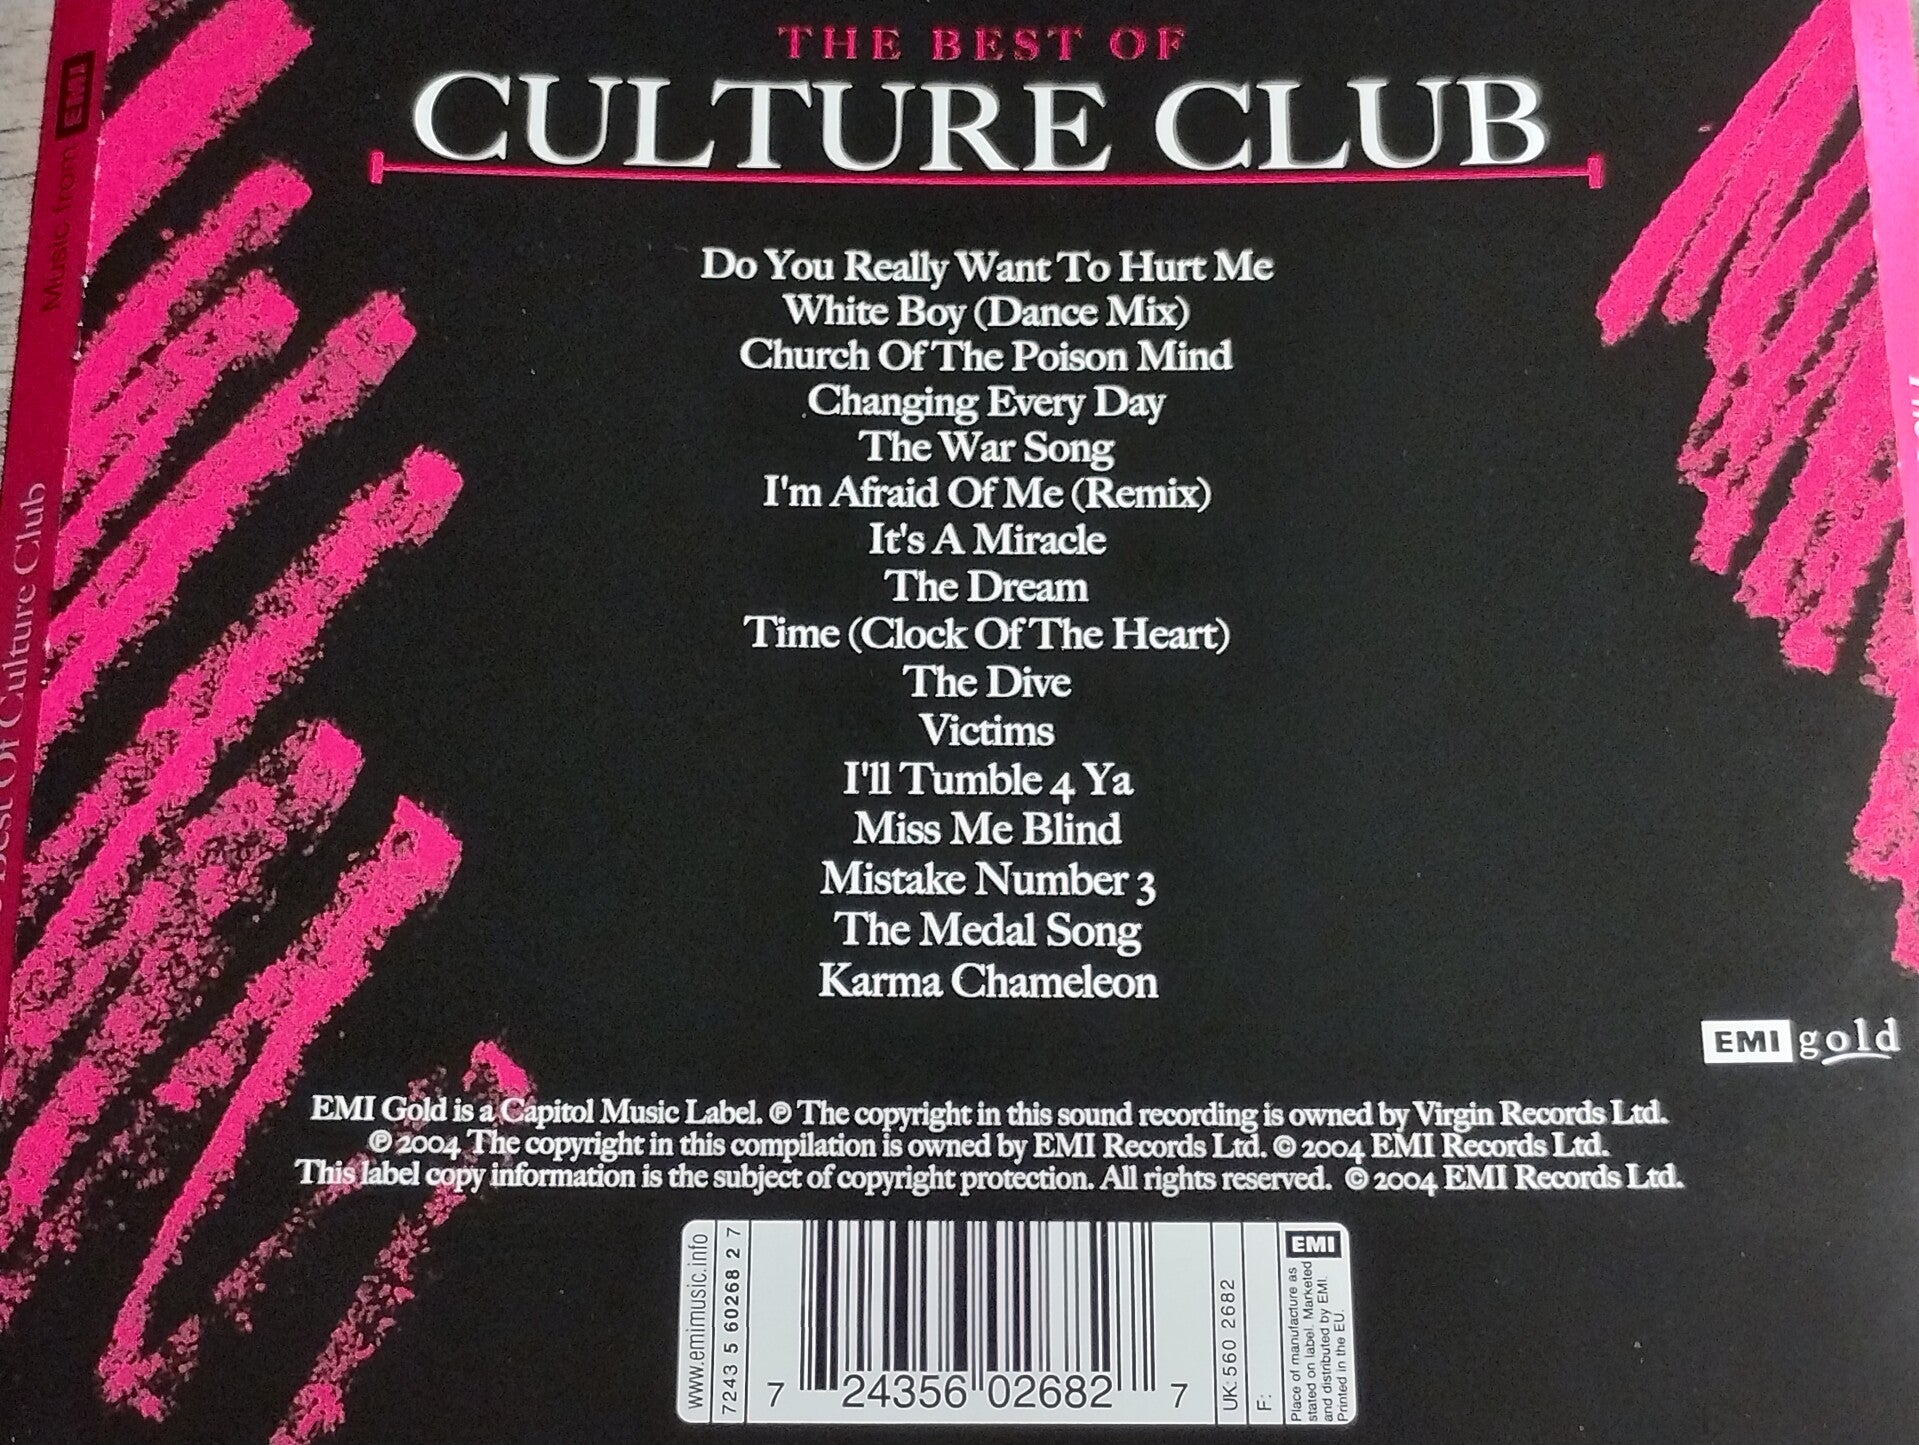 THE BEST OF
CULTURE CLUB
Do You Really Want To Hurt Me
White Boy (Dance Mix)
Church Of The Poison Mind
Changing Every Day
The War Song
I'm Afraid Of Me (Remix)
It's A Miracle
The Dream
Time (Clock Of The Heart)
The Dive
Victims
I'll Tumble 4 Ya
Miss Me Blind
Mistake Number 3
The Medal Song
Karma Chameleon
EMI gold
EMI Gold is a Capitol Music Label. ℗ The copyright in this sound recording is owned by Virgin Records Ltd.
℗ 2004 The copyright in this compilation is owned by EMI Records Ltd. © 2004 EMI Records Ltd.
This label copy information is the subject of copyright protection. All rights reserved. © 2004 EMI Records Ltd.
www.emimusic.info
7243 5 60268 2 7
7 24356 02682 7
UK: 560 2682
F:
EMI
Place of manufacture as
stated on label. Marketed
and distributed by EMI.
Printed in the EU.
Music from EMI
Best Of Culture Club